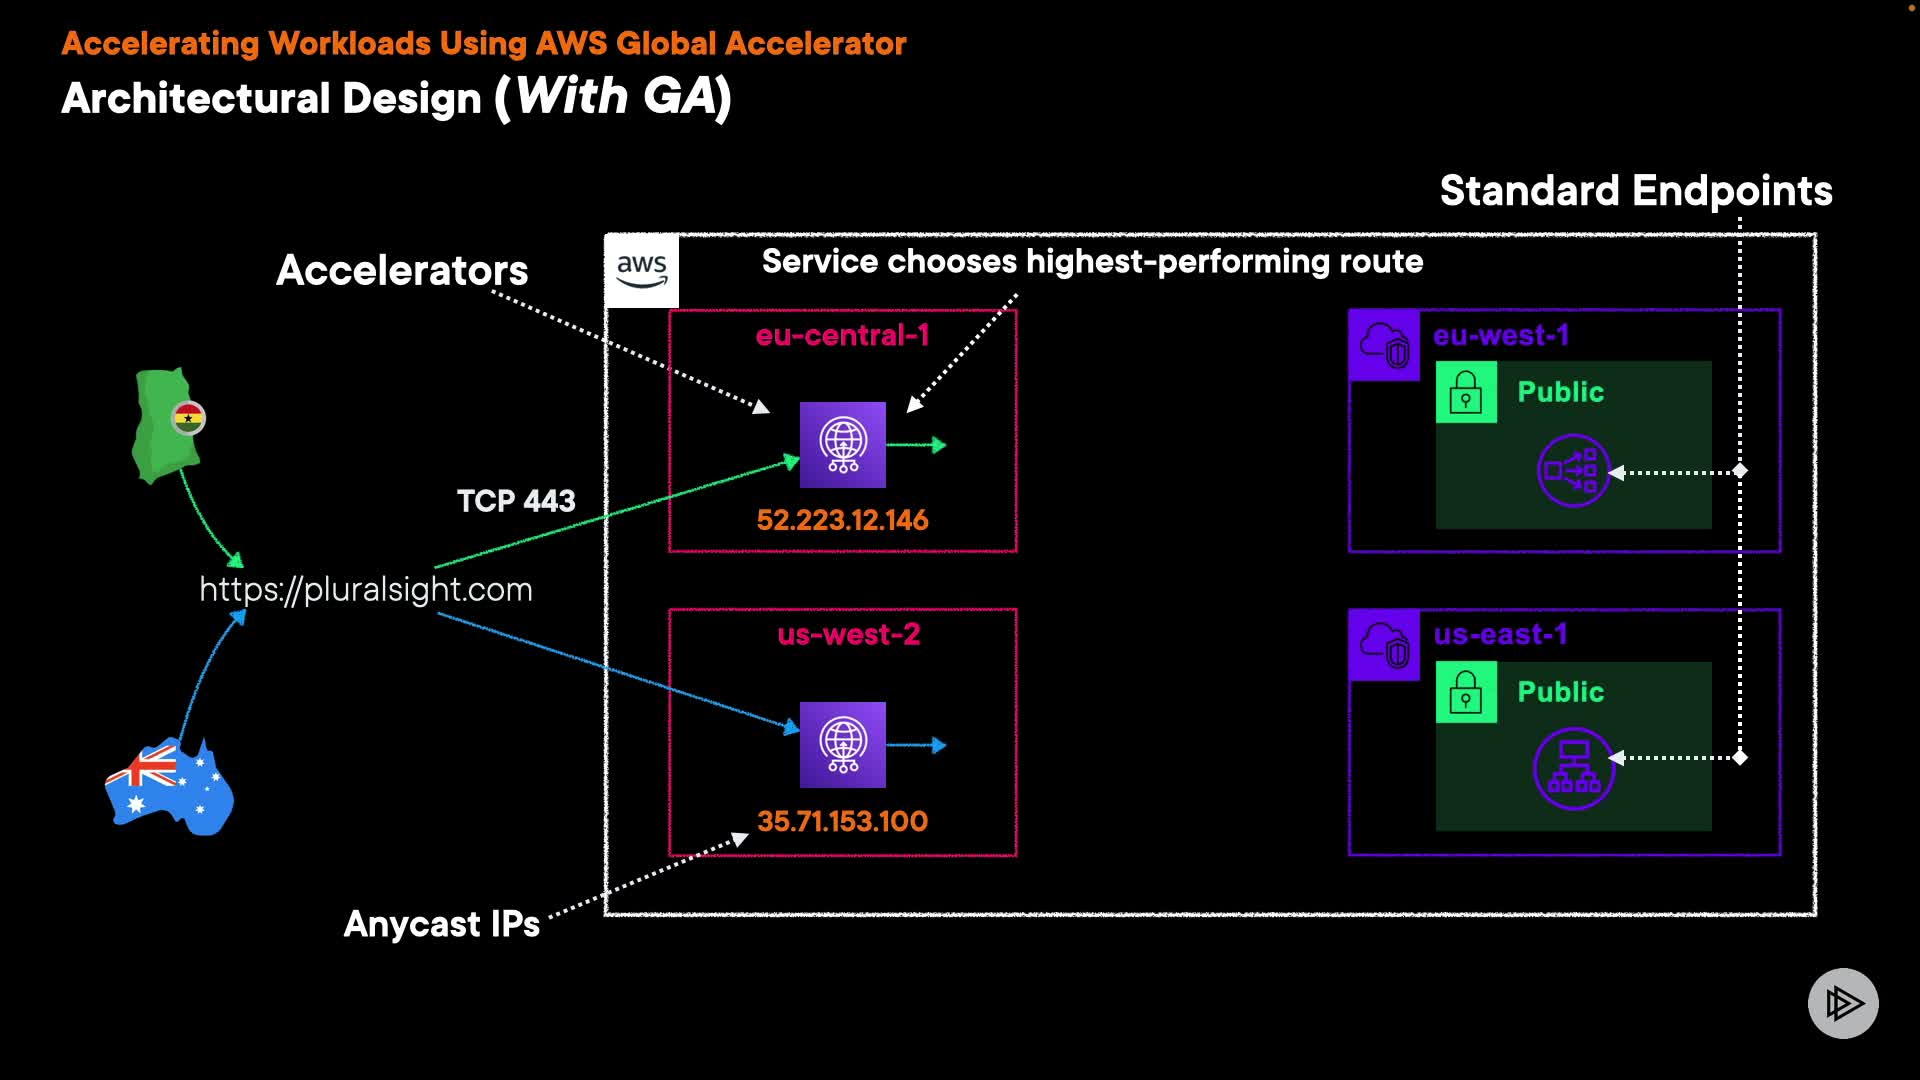 Accelerating Workloads Using AWS Global Accelerator
Architectural Design (With GA)
Standard Endpoints
Accelerators
aws
Service chooses highest-performing route
eu-central-1
eu-west-1
Public
TCP 443
52.223.12.146
https://pluralsight.com
us-west-2
us-east-1
Public
35.71.153.100
Anycast IPs